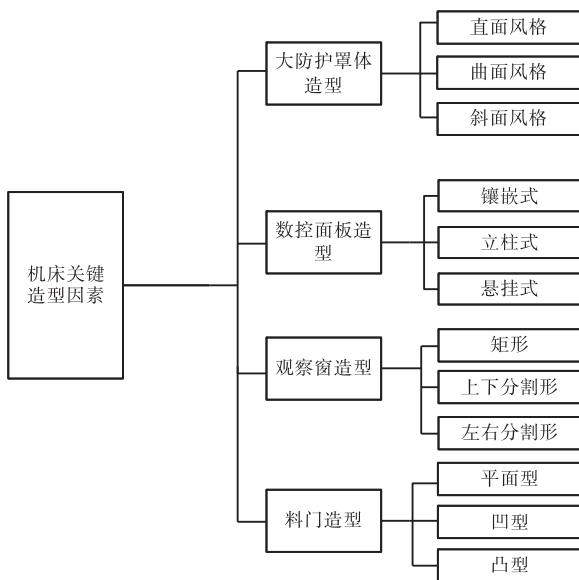 机床关键
造型因素
大防护罩体
造型
直面风格
曲面风格
斜面风格
数控面板造
型
镶嵌式
立柱式
悬挂式
观察窗造型
矩形
上下分割形
左右分割形
料门造型
平面型
凹型
凸型